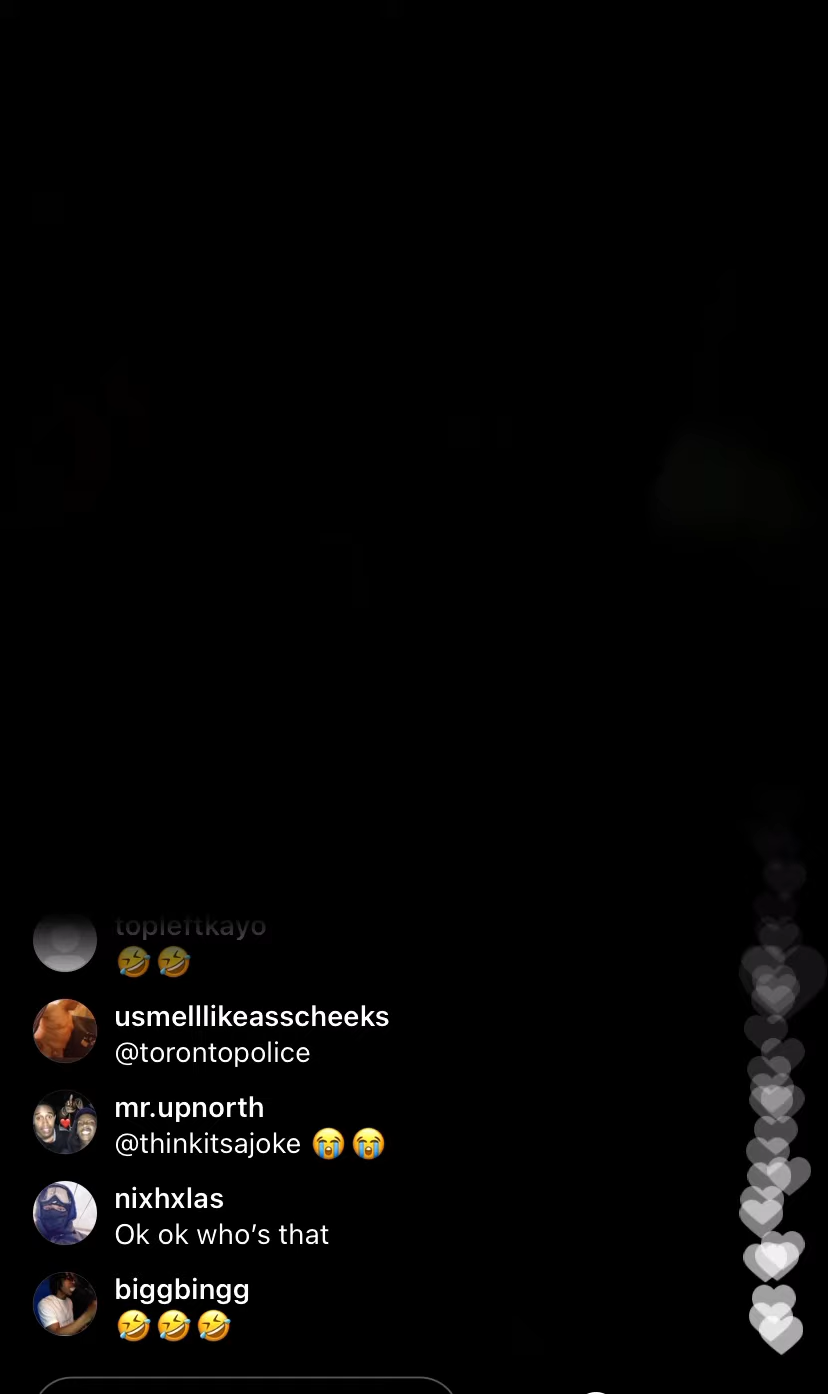 topleftkayo
🤣🤣
usmelllikeasscheeks
@torontopolice
mr.upnorth
@thinkitsajoke 😭😭
nixhxlas
Ok ok who's that
biggbingg
🤣🤣🤣